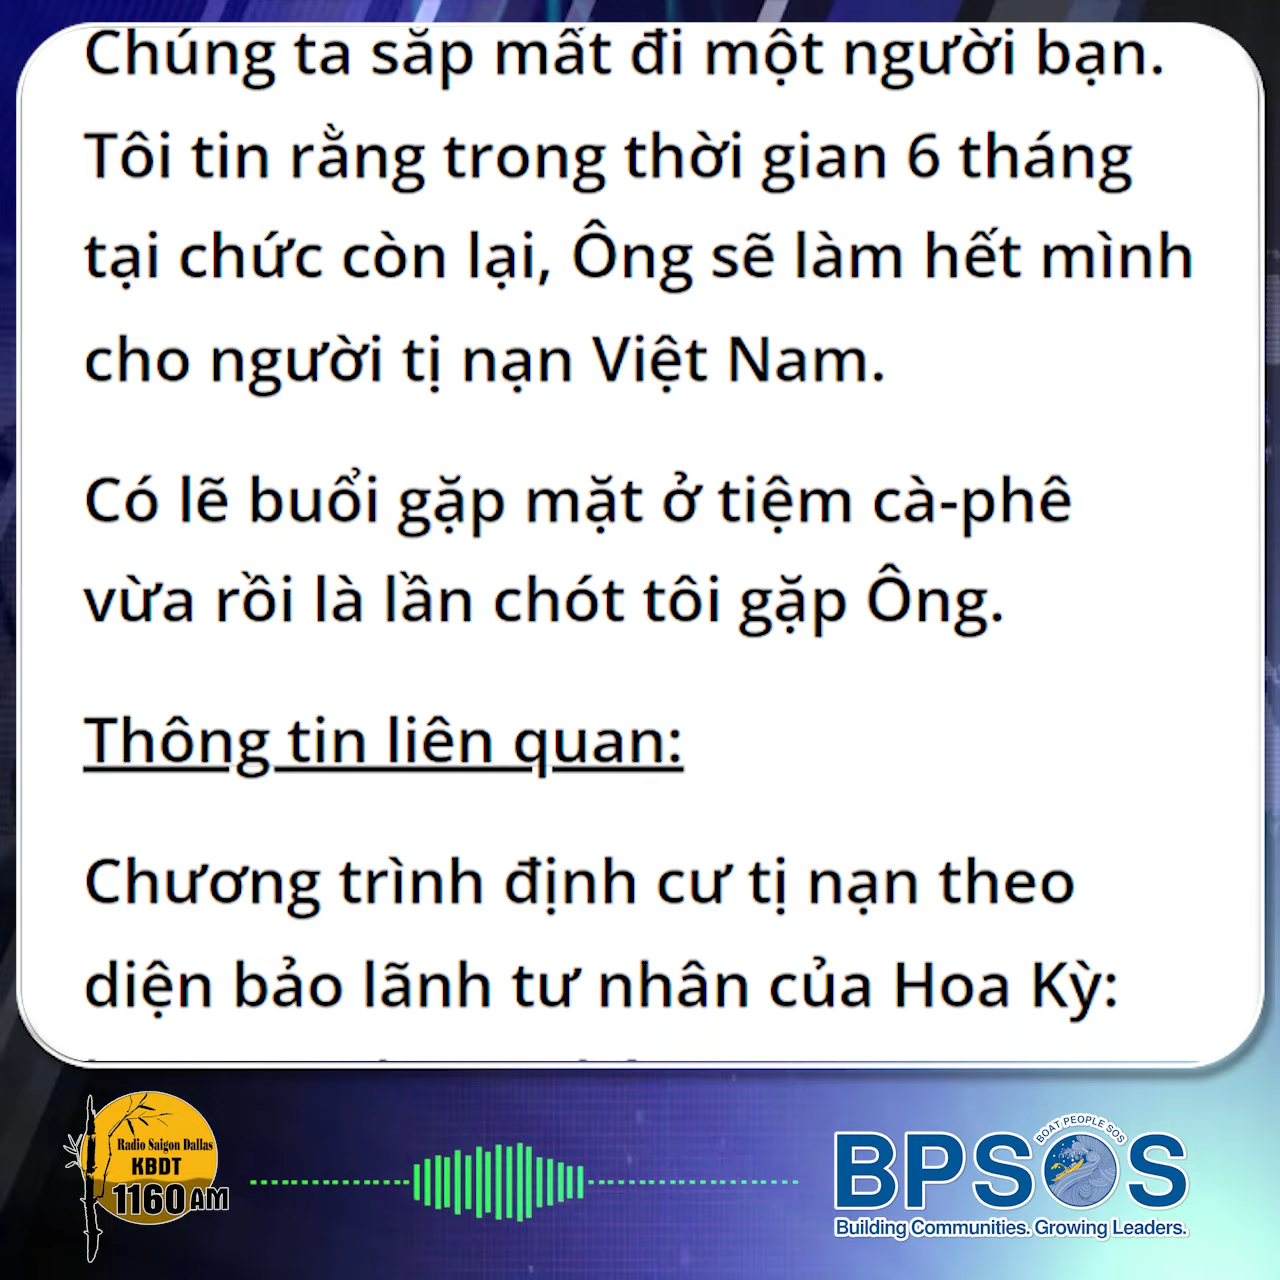 Chúng ta sắp mất đi một người bạn.
Tôi tin rằng trong thời gian 6 tháng
tại chức còn lại, Ông sẽ làm hết mình
cho người tị nạn Việt Nam.
Có lẽ buổi gặp mặt ở tiệm cà-phê
vừa rồi là lần chót tôi gặp Ông.
Thông tin liên quan:
Chương trình định cư tị nạn theo
diện bảo lãnh tư nhân của Hoa Kỳ:
Radio Saigon Dallas
KBDT
1160 AM
BOAT PEOPLE SOS
BPSOS
Building Communities. Growing Leaders.